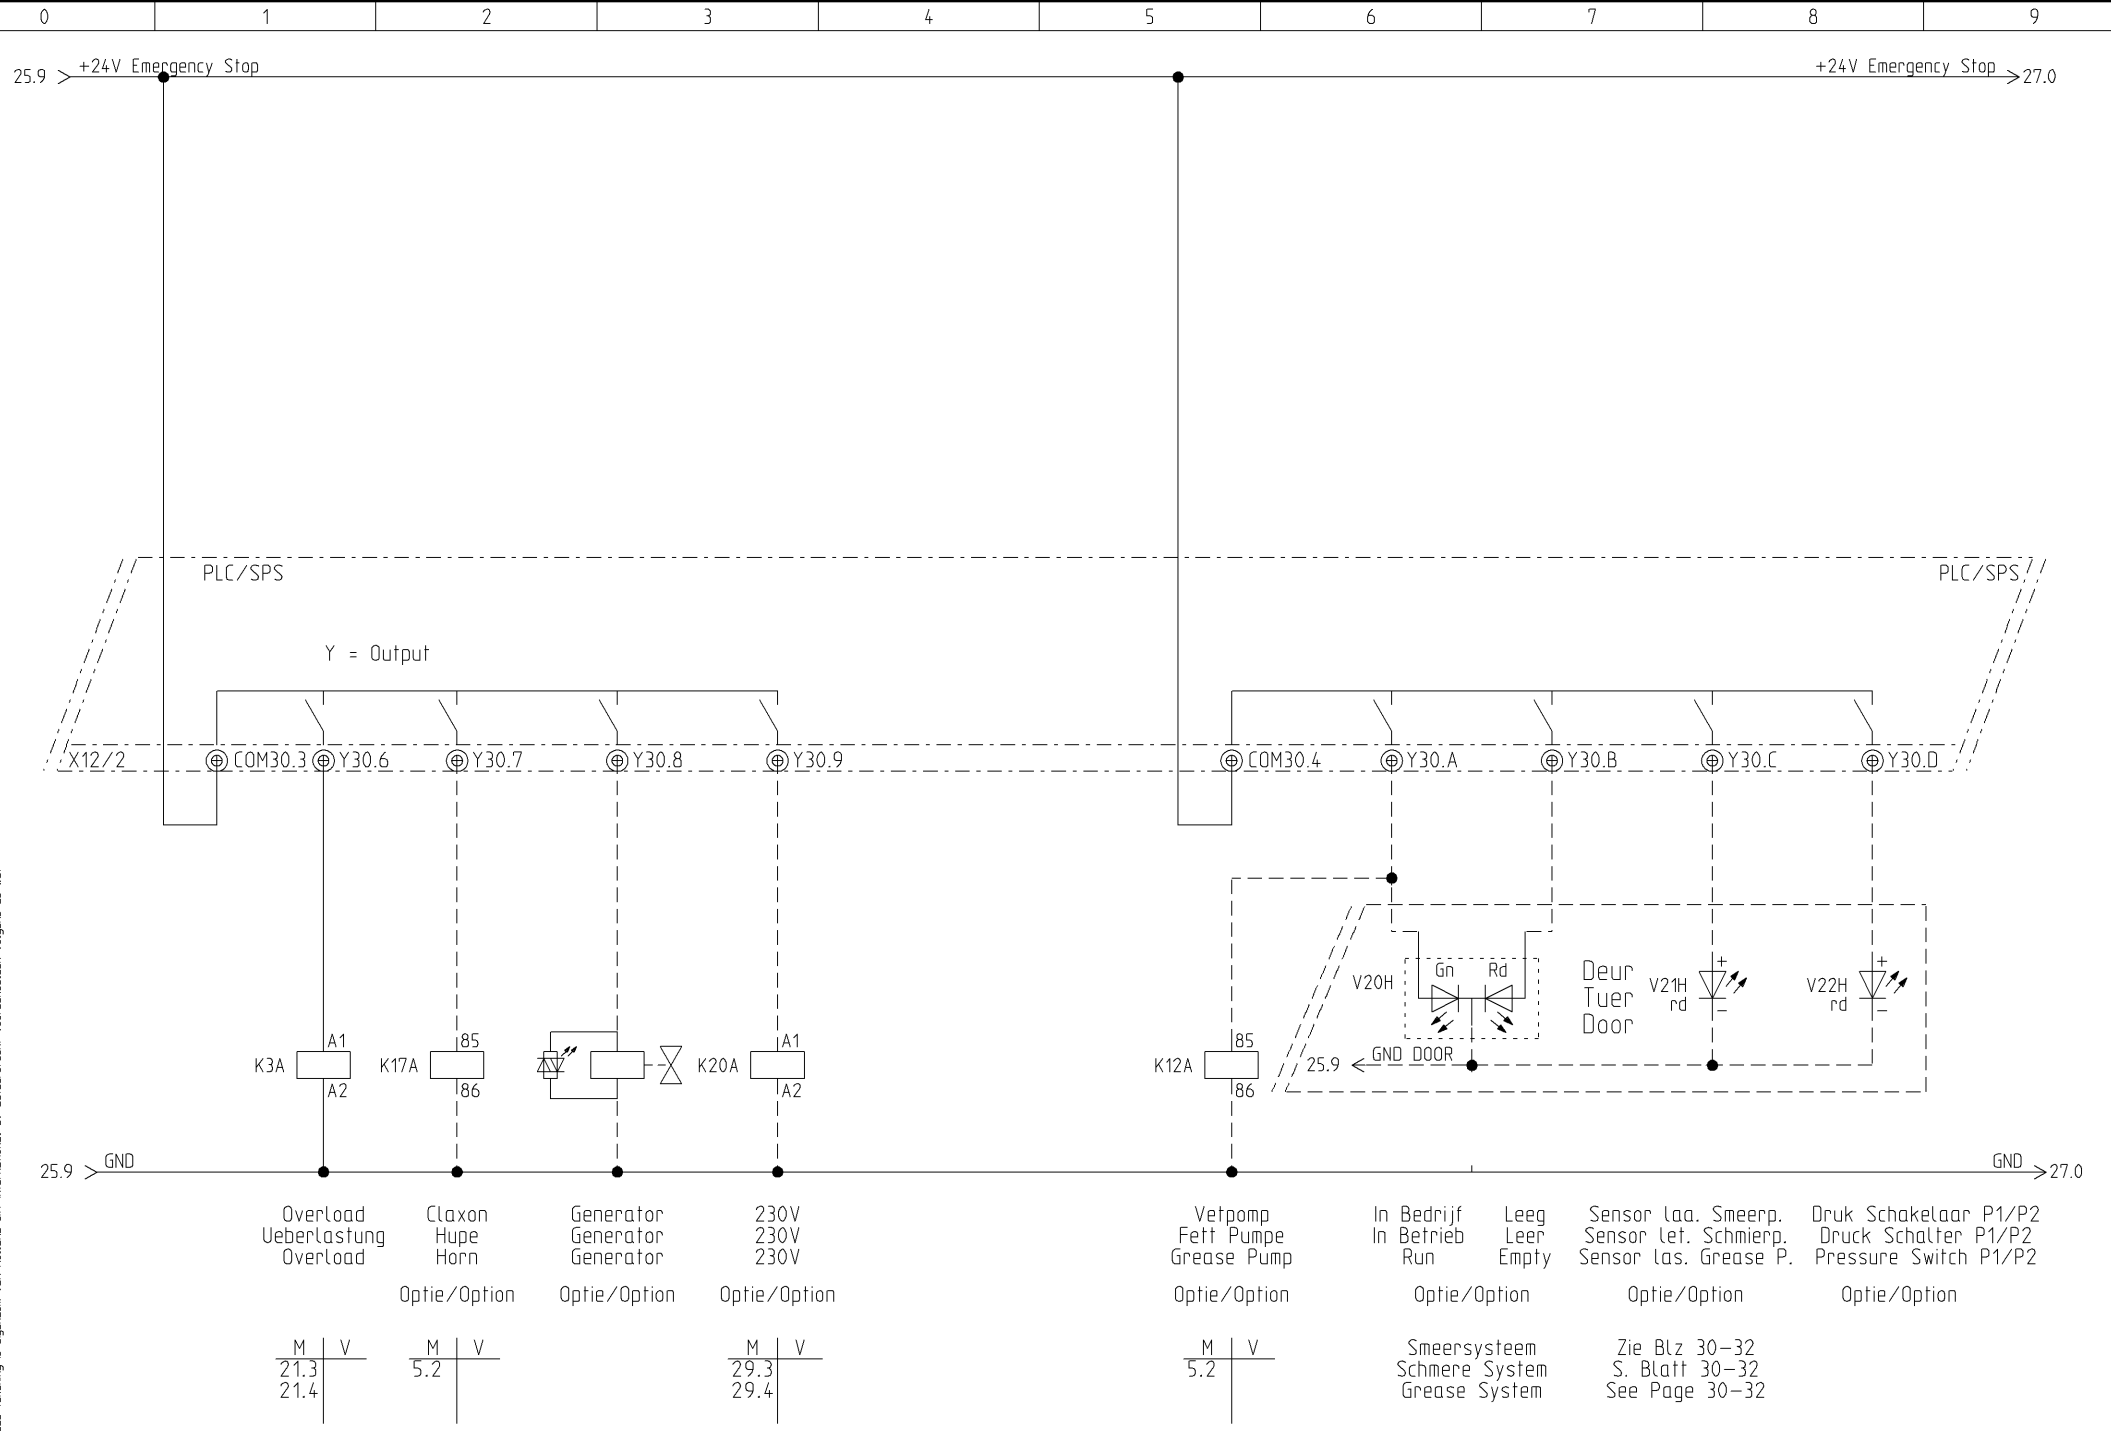 0 1 2 3 4 5 6 7 8 9
+24V Emergency Stop +24V Emergency Stop
25.9 27.0
PLC/SPS PLC/SPS
Y = Output
X12/2 COM30.3 Y30.6 Y30.7 Y30.8 Y30.9 COM30.4 Y30.A Y30.B Y30.C Y30.D
Gn Rd
V20H
Deur
Tuer
Door
+ +
V21H V22H
rd rd
- -
A1 85 A1 85
K3A K17A K20A K12A
A2 86 A2 86
GND DOOR
25.9
GND GND
25.9 27.0
Overload Claxon Generator 230V Vetpomp In Bedrijf Leeg Sensor laa. Smeerp. Druk Schakelaar P1/P2
Ueberlastung Hupe Generator 230V Fett Pumpe In Betrieb Leer Sensor let. Schmierp. Druck Schalter P1/P2
Overload Horn Generator 230V Grease Pump Run Empty Sensor las. Grease P. Pressure Switch P1/P2
Optie/Option Optie/Option Optie/Option Optie/Option Optie/Option Optie/Option Optie/Option
M V M V M V M V Smeersysteem Zie Blz 30-32
21.3 5.2 29.3 5.2 Schmere System S. Blatt 30-32
21.4 29.4 Grease System See Page 30-32